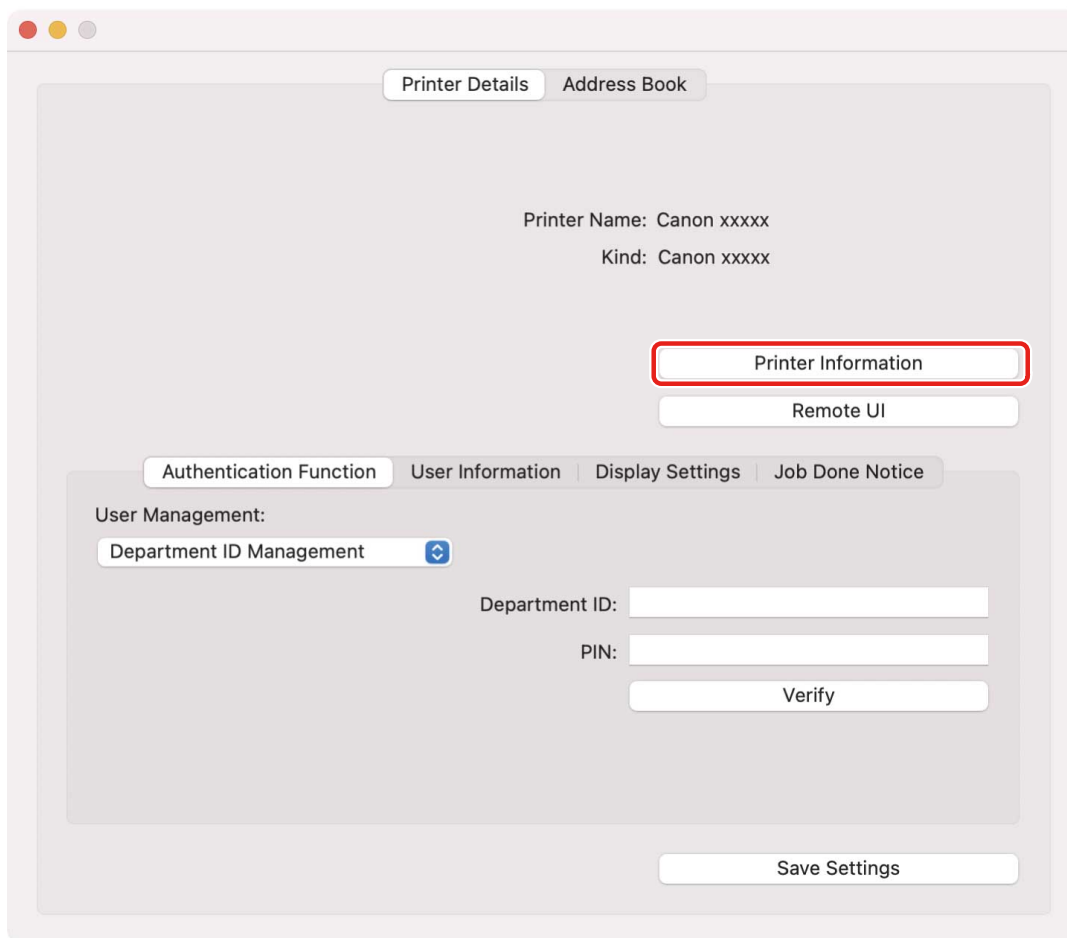 Printer Details Address Book
Printer Name: Canon xxxxx
Kind: Canon xxxxx
Printer Information
Remote UI
Authentication Function User Information Display Settings Job Done Notice
User Management:
Department ID Management
Department ID:
PIN:
Verify
Save Settings